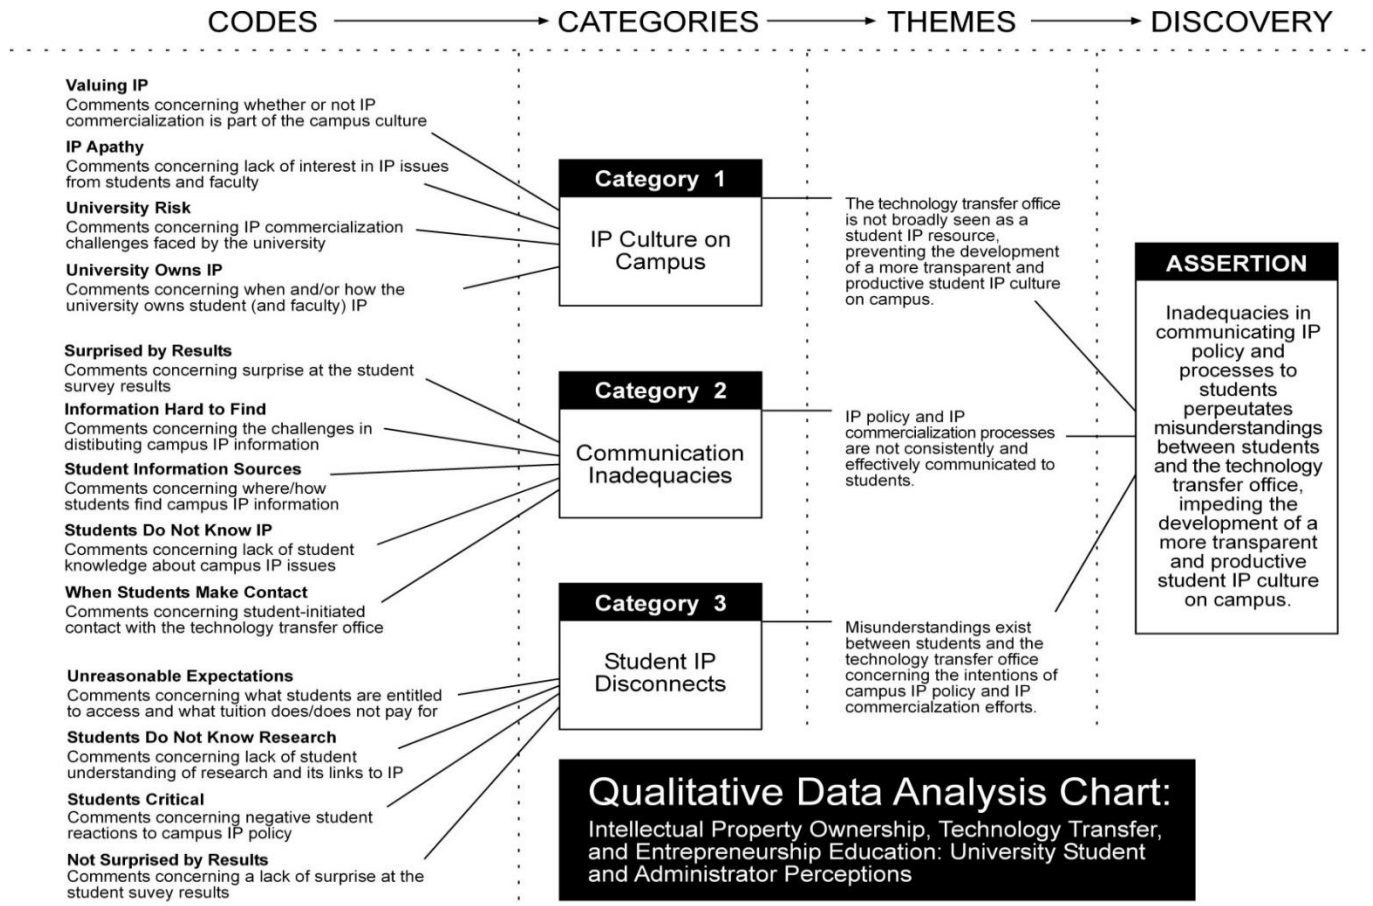 CODES
CATEGORIES
THEMES
DISCOVERY
Valuing IP
Comments concerning whether or not IP
commercialization is part of the campus culture
IP Apathy
Comments concerning lack of interest in IP issues
from students and faculty
University Risk
Comments concerning IP commercialization
challenges faced by the university
University Owns IP
Comments concerning when and/or how the
university owns student (and faculty) IP
Surprised by Results
Comments concerning surprise at the student
survey results
Information Hard to Find
Comments concerning the challenges in
distibuting campus IP information
Student Information Sources
Comments concerning where/how
students find campus IP information
Students Do Not Know IP
Comments concerning lack of student
knowledge about campus IP issues
When Students Make Contact
Comments concerning student-initiated
contact with the technology transfer office
Unreasonable Expectations
Comments concerning what students are entitled
to access and what tuition does/does not pay for
Students Do Not Know Research
Comments concerning lack of student
understanding of research and its links to IP
Students Critical
Comments concerning negative student
reactions to campus IP policy
Not Surprised by Results
Comments concerning a lack of surprise at the
student suvey results
Category 1
IP Culture on
Campus
Category 2
Communication
Inadequacies
Category 3
Student IP
Disconnects
The technology transfer office
is not broadly seen as a
student IP resource,
preventing the development
of a more transparent and
productive student IP culture
on campus.
IP policy and IP
commercialization processes
are not consistently and
effectively communicated to
students.
Misunderstandings exist
between students and the
technology transfer office
concerning the intentions of
campus IP policy and IP
commercialzation efforts.
ASSERTION
Inadequacies in
communicating IP
policy and
processes to
students
perpeutates
misunderstandings
between students
and the technology
transfer office,
impeding the
development of a
more transparent
and productive
student IP culture
on campus.
Qualitative Data Analysis Chart:
Intellectual Property Ownership, Technology Transfer,
and Entrepreneurship Education: University Student
and Administrator Perceptions